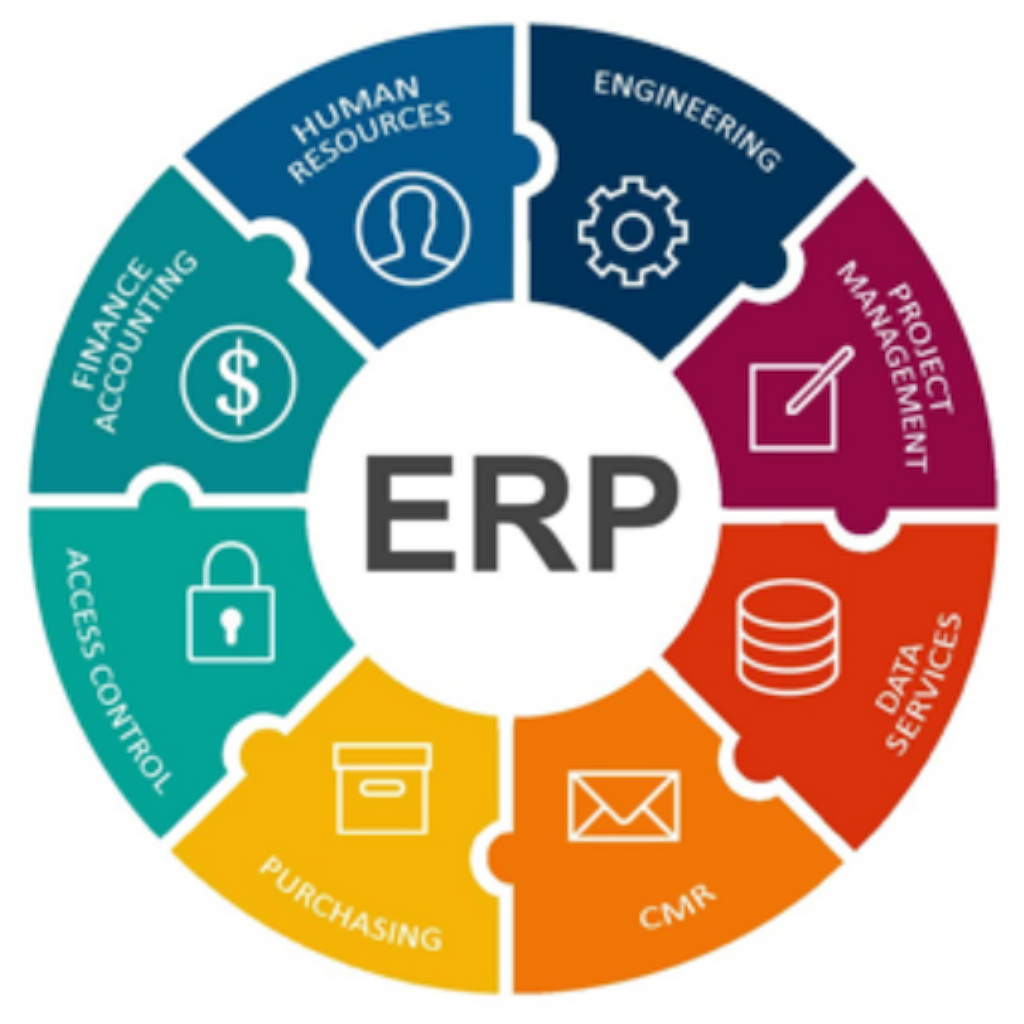 HUMAN
RESOURCES
ENGINEERING
PROJECT
MANAGEMENT
DATA
SERVICES
CMR
PURCHASING
ACCESS CONTROL
FINANCE
ACCOUNTING
$
ERP